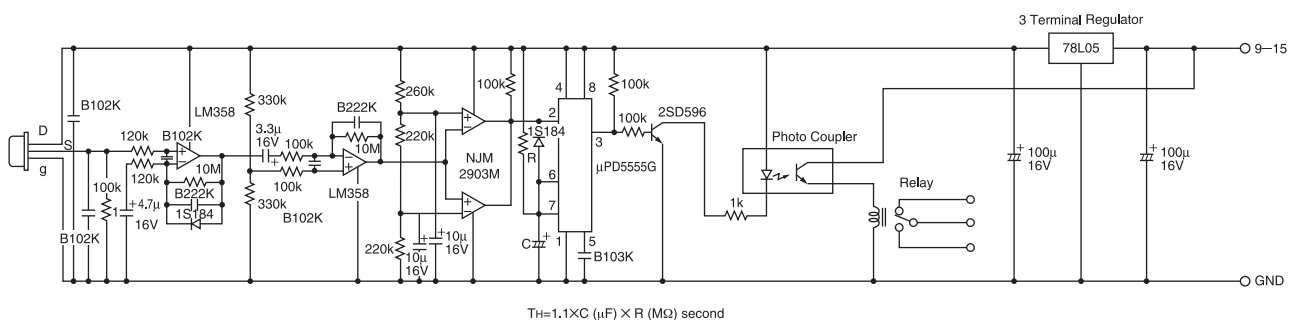 3 Terminal Regulator
78L05
9–15
D
S
g
B102K
LM358
120k
B102K
120k
100k
1
+4.7μ
16V
B102K
10M
B222K
1S184
330k
3.3μ
16V
+
100k
330k
100k
B102K
B222K
10M
LM358
260k
220k
220k
10μ
16V
10μ
16V
NJM
2903M
100k
100k
1S184
R
C
+
4
8
2
3
6
7
1
5
μPD5555G
B103K
100k
100k
2SD596
1k
Photo Coupler
Relay
+
100μ
16V
+
100μ
16V
GND
TH=1.1×C (μF) × R (MΩ) second